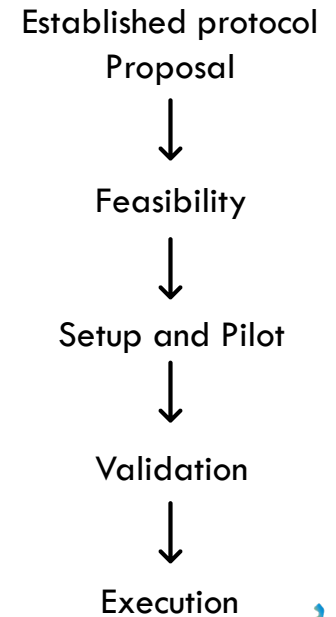 Established protocol
Proposal
Feasibility
Setup and Pilot
Validation
Execution